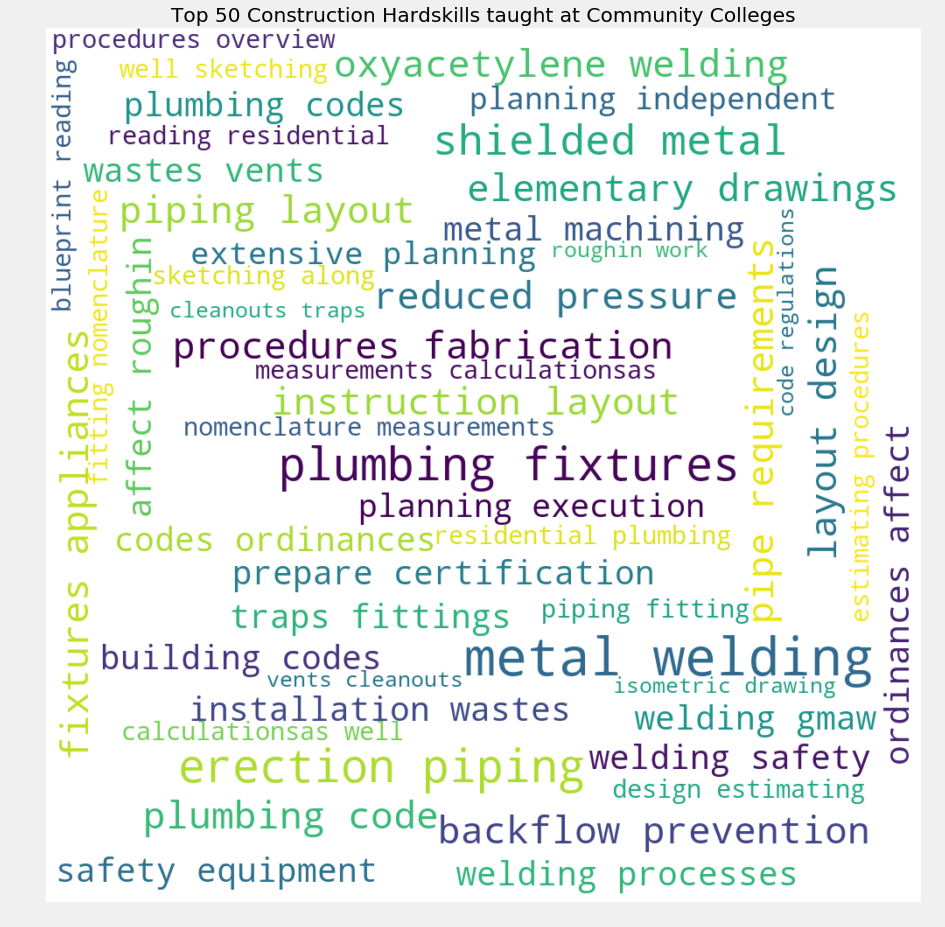 Top 50 Construction Hardskills taught at Community Colleges
procedures overview
well sketching
oxyacetylene welding
blueprint reading
plumbing codes
planning independent
reading residential
shielded metal
wastes vents
elementary drawings
fitting nomenclature
piping layout
metal machining
code regulations
affect roughin
extensive planning
roughin work
pipe requirements
sketching along
reduced pressure
layout design
cleanouts traps
estimating procedures
fixtures appliances
procedures fabrication
measurements calculationsas
instruction layout
nomenclature measurements
ordinances affect
plumbing fixtures
planning execution
codes ordinances
residential plumbing
prepare certification
traps fittings
piping fitting
building codes
metal welding
vents cleanouts
isometric drawing
installation wastes
welding gmaw
calculationsas well
erection piping
welding safety
design estimating
plumbing code
backflow prevention
safety equipment
welding processes